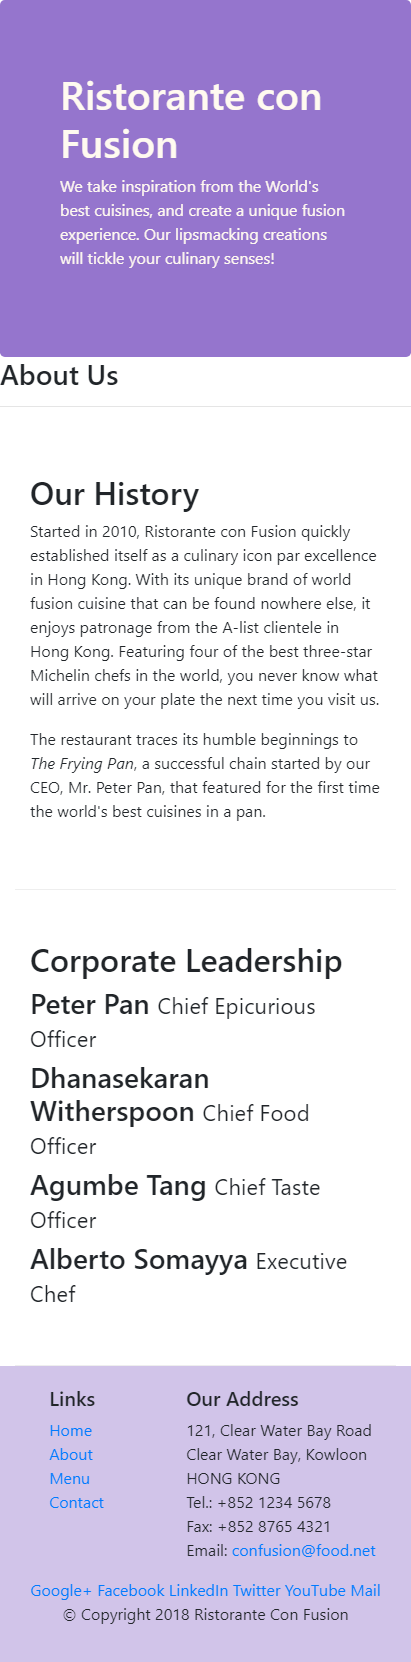 Ristorante con
Fusion
We take inspiration from the World's
best cuisines, and create a unique fusion
experience. Our lipsmacking creations
will tickle your culinary senses!
About Us
Our History
Started in 2010, Ristorante con Fusion quickly
established itself as a culinary icon par excellence
in Hong Kong. With its unique brand of world
fusion cuisine that can be found nowhere else, it
enjoys patronage from the A-list clientele in
Hong Kong. Featuring four of the best three-star
Michelin chefs in the world, you never know what
will arrive on your plate the next time you visit us.
The restaurant traces its humble beginnings to
The Frying Pan, a successful chain started by our
CEO, Mr. Peter Pan, that featured for the first time
the world's best cuisines in a pan.
Corporate Leadership
Peter Pan Chief Epicurious
Officer
Dhanasekaran
Witherspoon Chief Food
Officer
Agumbe Tang Chief Taste
Officer
Alberto Somayya Executive
Chef
Links
Home
About
Menu
Contact
Our Address
121, Clear Water Bay Road
Clear Water Bay, Kowloon
HONG KONG
Tel.: +852 1234 5678
Fax: +852 8765 4321
Email: confusion@food.net
Google+ Facebook LinkedIn Twitter YouTube Mail
© Copyright 2018 Ristorante Con Fusion